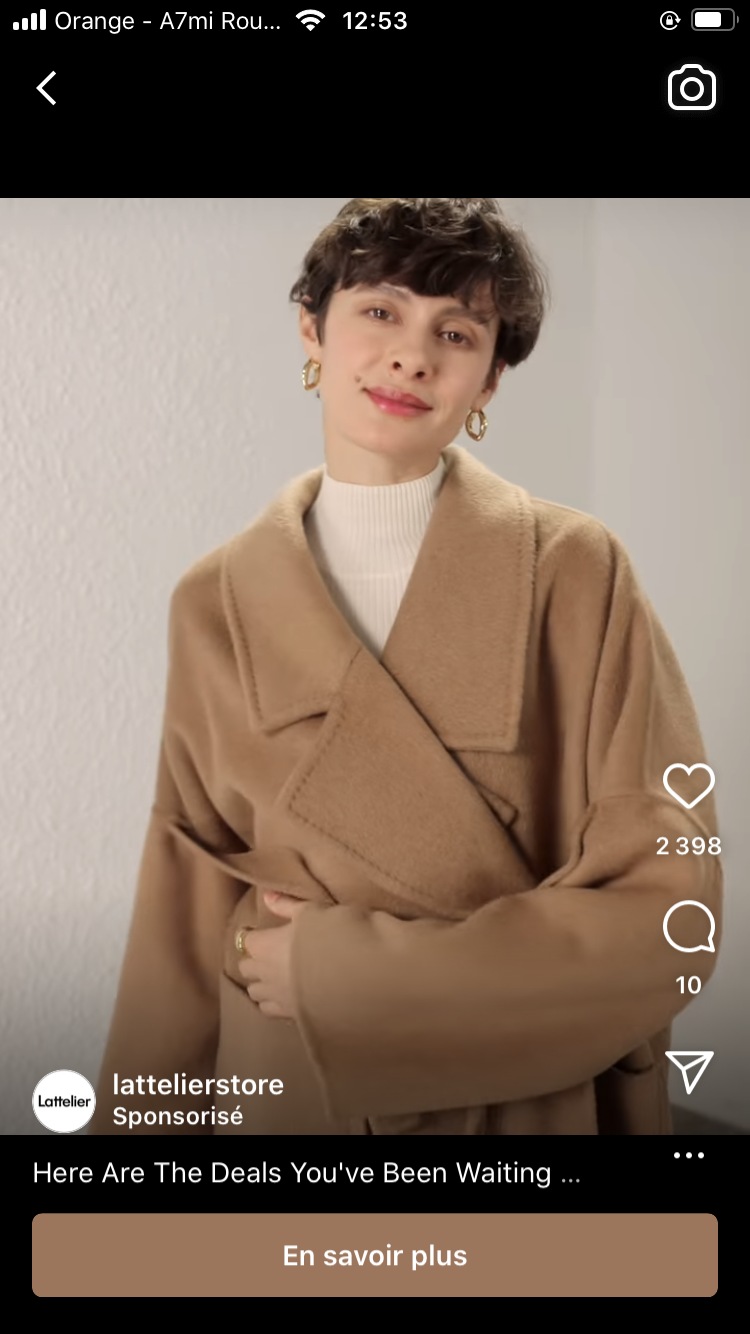 Orange - A7mi Rou... 12:53
2 398
10
Lattelier
lattelierstore
Sponsorisé
Here Are The Deals You've Been Waiting ...
En savoir plus